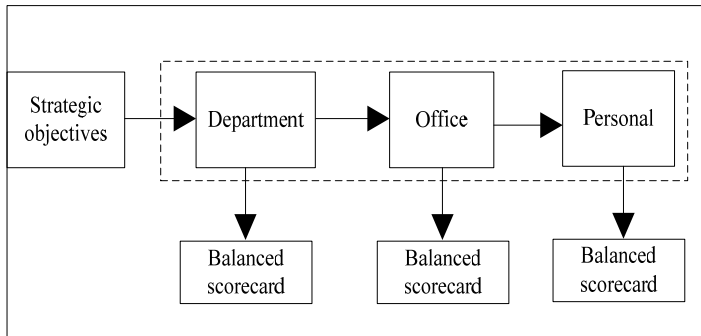 Strategic
objectives
Department
Office
Personal
Balanced
scorecard
Balanced
scorecard
Balanced
scorecard